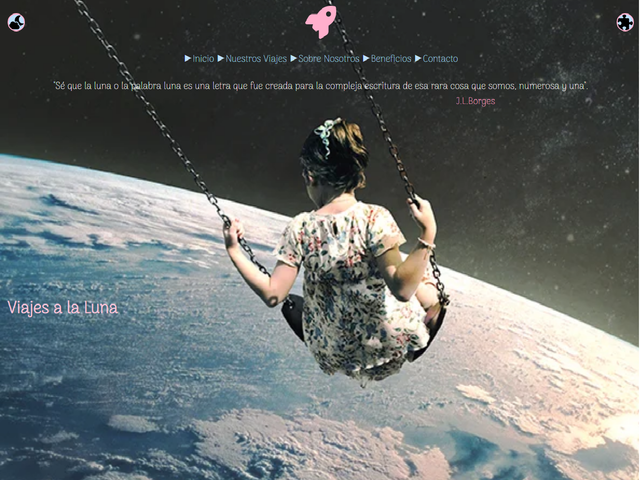 Inicio Nuestros Viajes Sobre Nosotros Beneficios Contacto
"Sé que la luna o la palabra luna es una letra que fue creada para la compleja escritura de esa rara cosa que somos, numerosa y una".
J.L.Borges
Viajes a la Luna